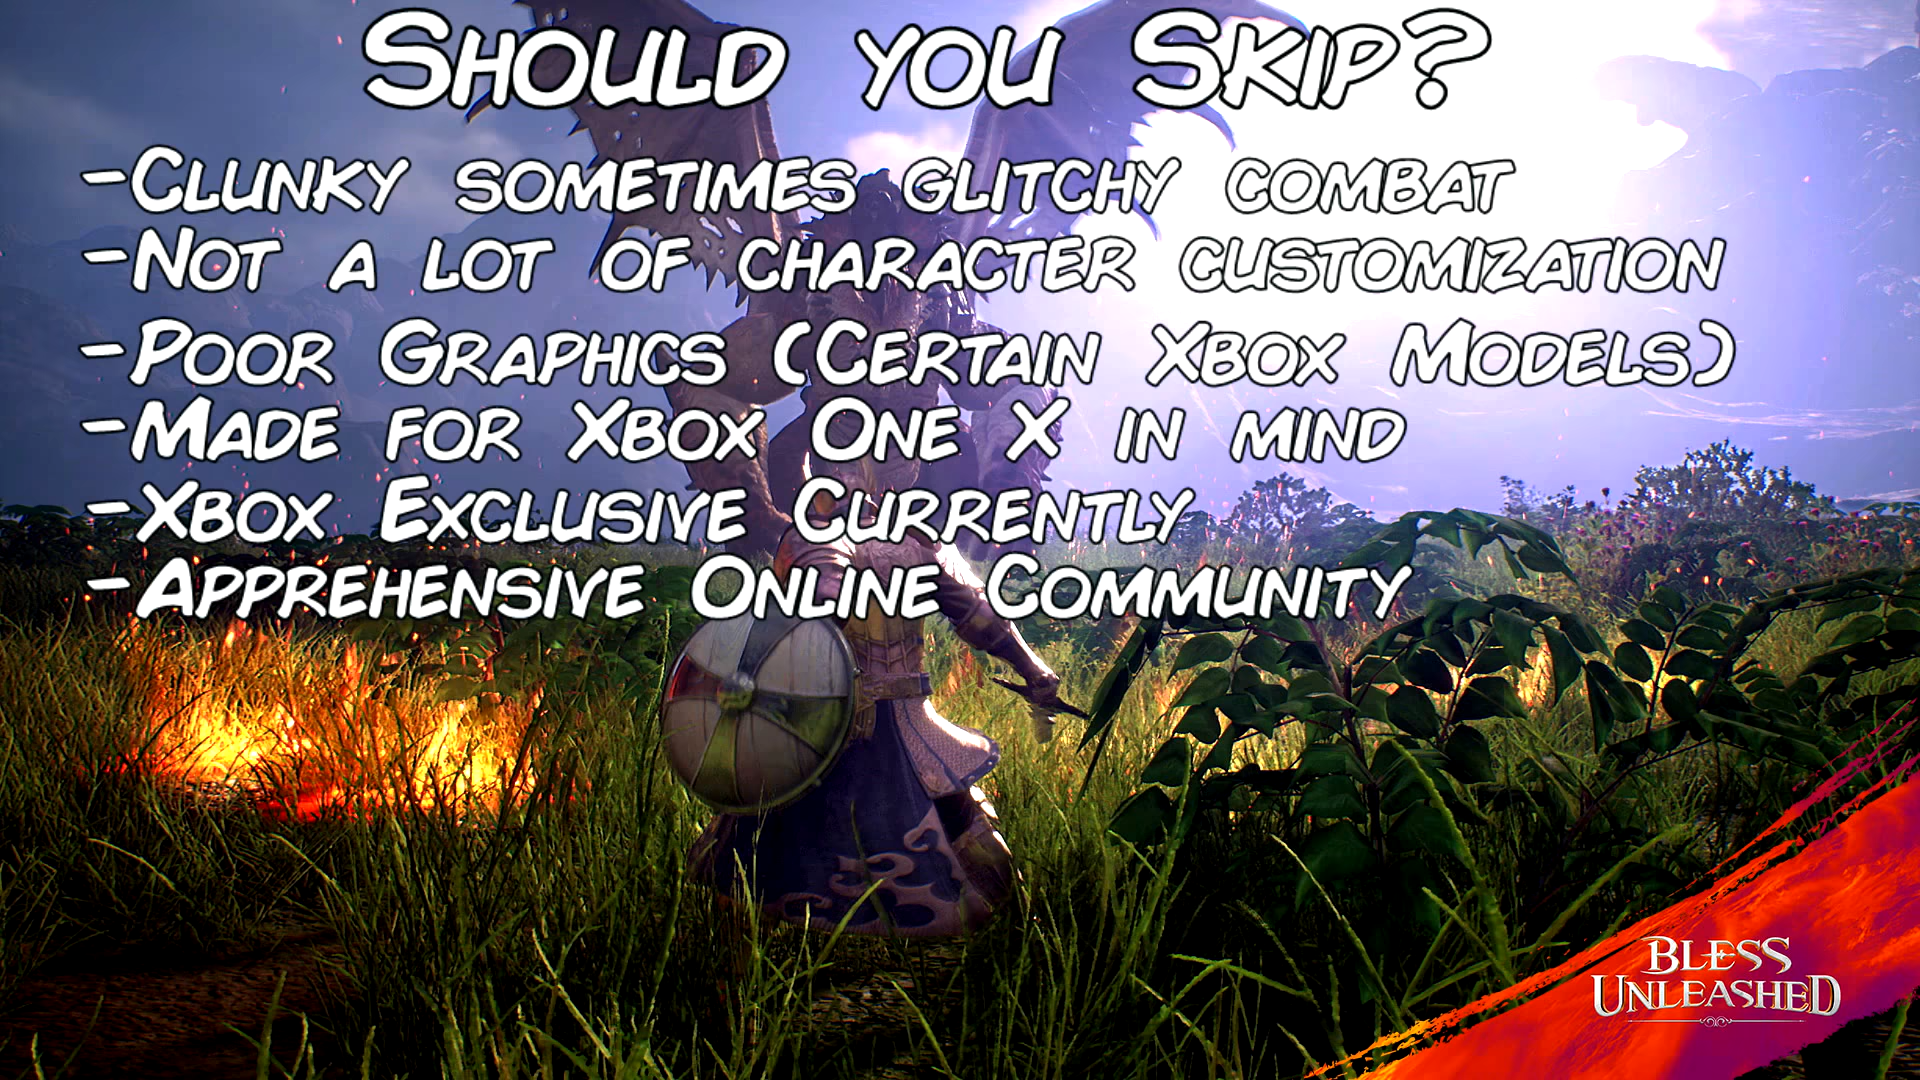 Should you Skip?
-Clunky sometimes glitchy combat
-Not a lot of character customization
-Poor Graphics (Certain Xbox Models)
-Made for Xbox One X in mind
-Xbox Exclusive Currently
-Apprehensive Online Community
Bless
Unleashed